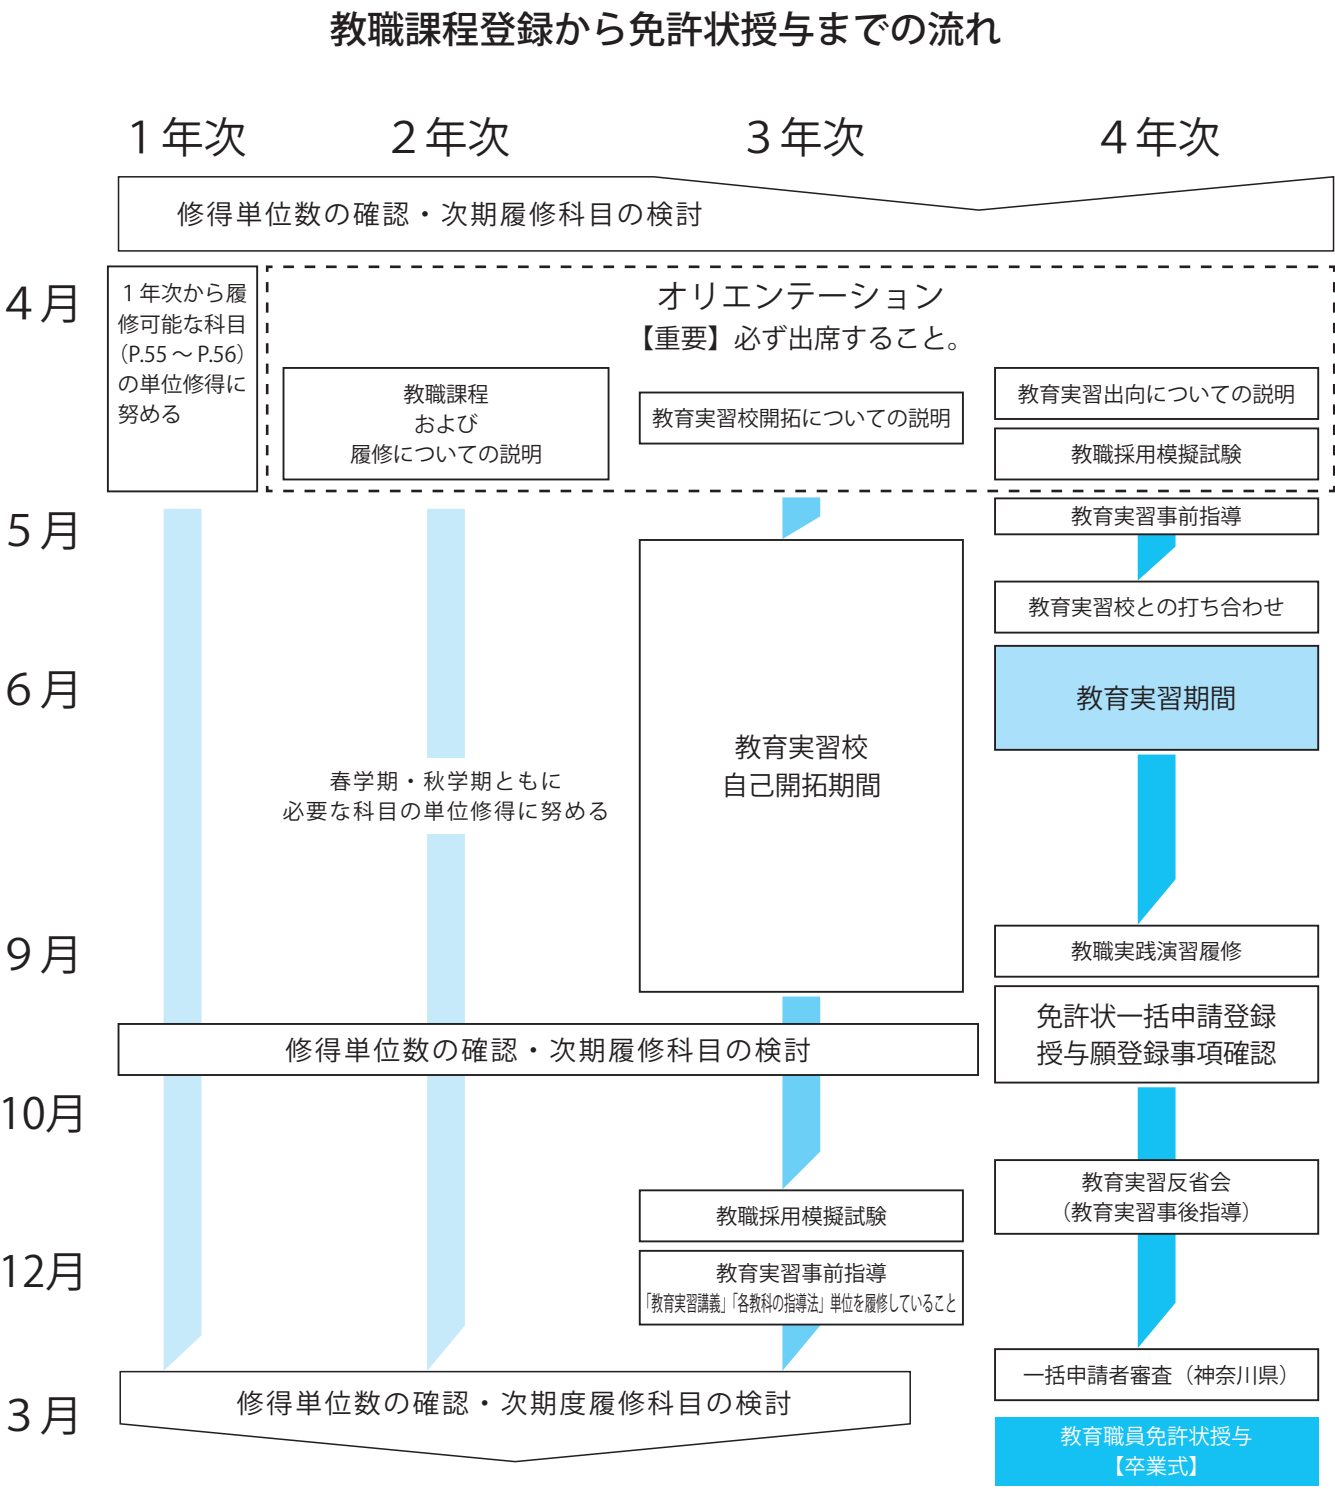 教職課程登録から免許状授与までの流れ
1年次
2年次
3年次
4年次
修得単位数の確認・次期履修科目の検討
4月
1年次から履
修可能な科目
（P.55～P.56）
の単位修得に
努める
オリエンテーション
【重要】必ず出席すること。
教職課程
および
履修についての説明
教育実習校開拓についての説明
教育実習出向についての説明
教職採用模擬試験
5月
教育実習事前指導
教育実習校との打ち合わせ
6月
教育実習期間
教育実習校
自己開拓期間
春学期・秋学期ともに
必要な科目の単位修得に努める
9月
教職実践演習履修
免許状一括申請登録
授与願登録事項確認
修得単位数の確認・次期履修科目の検討
10月
教育実習反省会
（教育実習事後指導）
教職採用模擬試験
12月
教育実習事前指導
「教育実習講義」「各教科の指導法」単位を履修していること
一括申請者審査（神奈川県）
3月
修得単位数の確認・次期度履修科目の検討
教育職員免許状授与
【卒業式】